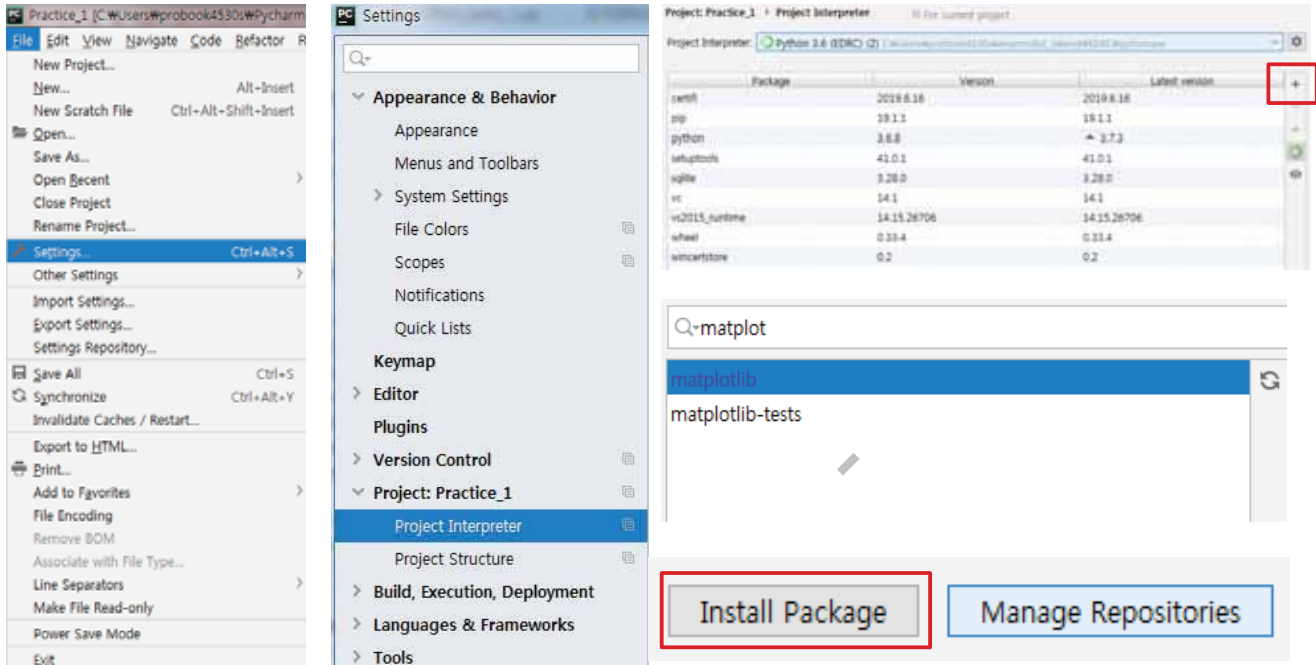 Practice_1 [C:₩Users₩probook4530s₩Pycharm
File Edit View Navigate Code Refactor R
New Project...
New... Alt+Insert
New Scratch File Ctrl+Alt+Shift+Insert
Open...
Save As...
Open Recent
Close Project
Rename Project...
Settings... Ctrl+Alt+S
Other Settings
Import Settings...
Export Settings...
Settings Repository...
Save All Ctrl+S
Synchronize Ctrl+Alt+Y
Invalidate Caches / Restart...
Export to HTML...
Print...
Add to Favorites
File Encoding
Remove BOM
Associate with File Type...
Line Separators
Make File Read-only
Power Save Mode
Exit
PC Settings
Appearance & Behavior
Appearance
Menus and Toolbars
System Settings
File Colors
Scopes
Notifications
Quick Lists
Keymap
Editor
Plugins
Version Control
Project: Practice_1
Project Interpreter
Project Structure
Build, Execution, Deployment
Languages & Frameworks
Tools
Project: Practice_1 › Project Interpreter For current project
Project Interpreter: Python 3.6 (IDRC) (2)
Package Version Latest version
certifi 2019.6.16 2019.6.16
pip 19.1.1 19.1.1
python 3.6.8 3.7.3
setuptools 41.0.1 41.0.1
sqlite 3.28.0 3.28.0
vc 14.1 14.1
vs2015_runtime 14.15.26706 14.15.26706
wheel 0.33.4 0.33.4
wincertstore 0.2 0.2
matplot
matplotlib
matplotlib-tests
Install Package Manage Repositories